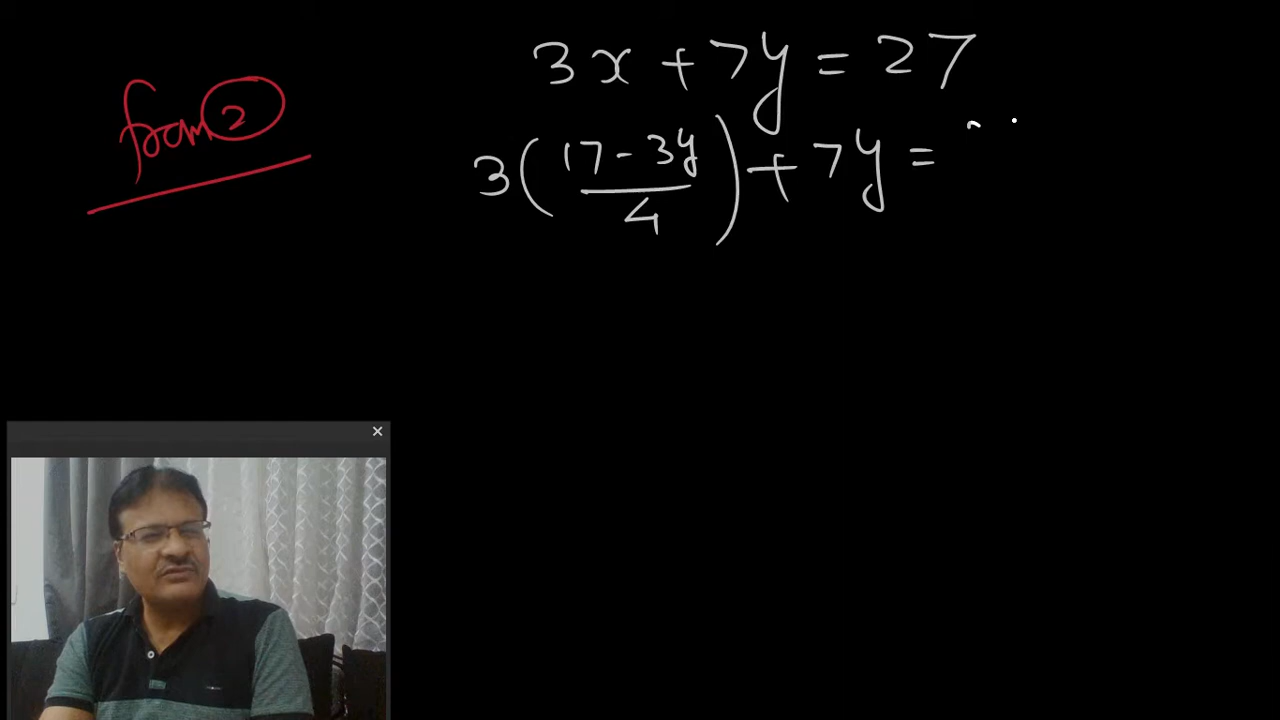 from 2
3x + 7y = 27
3(17 - 3y / 4) + 7y =